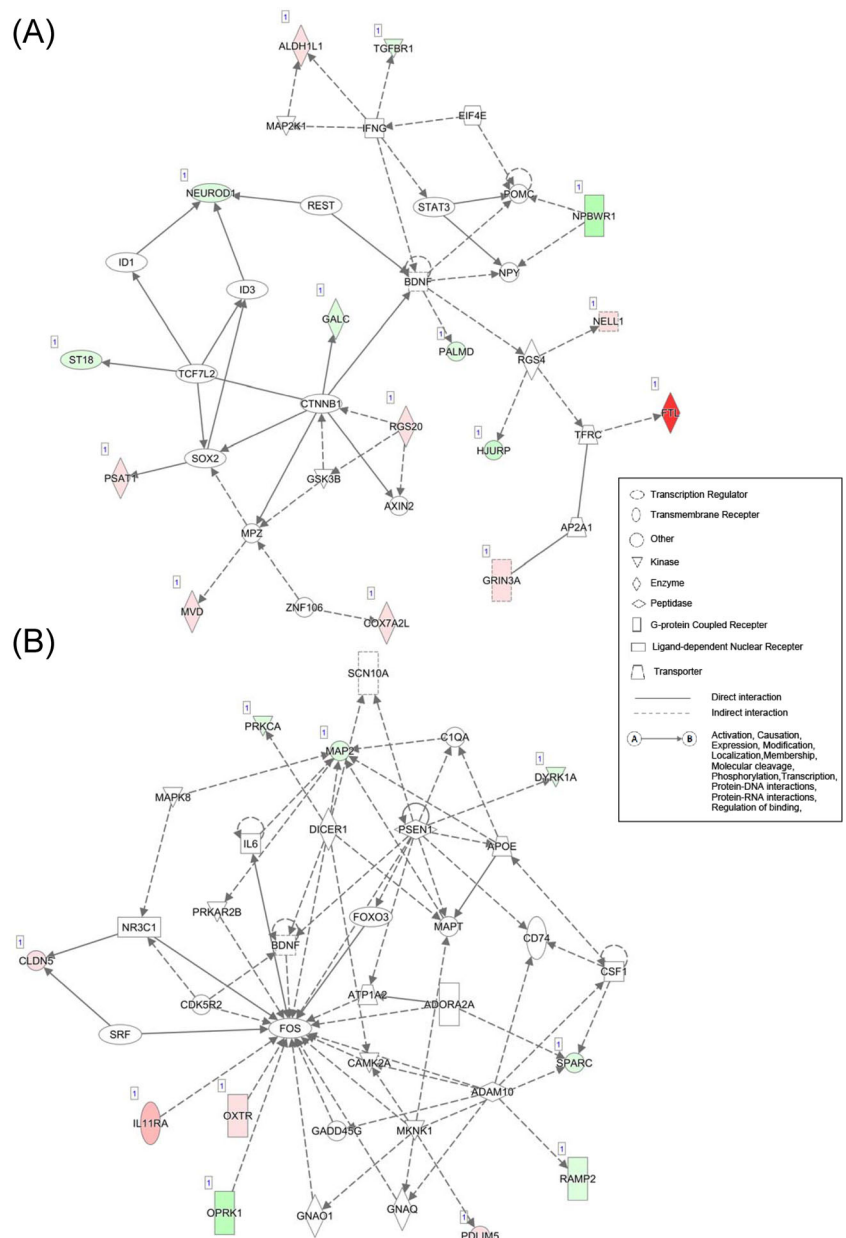 (A)
1
ALDH1L1
1
TGFBR1
MAP2K1
IFNG
EIF4E
1
NEUROD1
REST
STAT3
POMC
1
NPBWR1
ID1
ID3
BDNF
NPY
1
GALC
1
PALMD
1
NELL1
1
ST18
TCF7L2
RGS4
CTNNB1
1
RGS20
1
FTL
TFRC
1
HJURP
SOX2
1
PSAT1
GSK3B
AXIN2
MPZ
AP2A1
1
GRIN3A
1
MVD
ZNF106
1
COX7A2L
Transcription Regulator
Transmembrane Recepter
Other
Kinase
Enzyme
Peptidase
G-protein Coupled Recepter
Ligand-dependent Nuclear Recepter
Transporter
Direct interaction
Indirect interaction
A
B
Activation, Causation,
Expression, Modification,
Localization,Membership,
Molecular cleavage,
Phosphorylation,Transcription,
Protein-DNA interactions,
Protein-RNA interactions,
Regulation of binding,
(B)
SCN10A
1
PRKCA
1
MAP2
C1QA
1
DYRK1A
MAPK8
IL6
DICER1
PSEN1
APOE
PRKAR2B
FOXO3
MAPT
NR3C1
BDNF
CD74
1
CLDN5
CSF1
CDK5R2
ATP1A2
ADORA2A
SRF
FOS
CAMK2A
1
SPARC
ADAM10
1
IL11RA
1
OXTR
GADD45G
MKNK1
1
RAMP2
1
OPRK1
GNAO1
GNAQ
1
PDLIM5